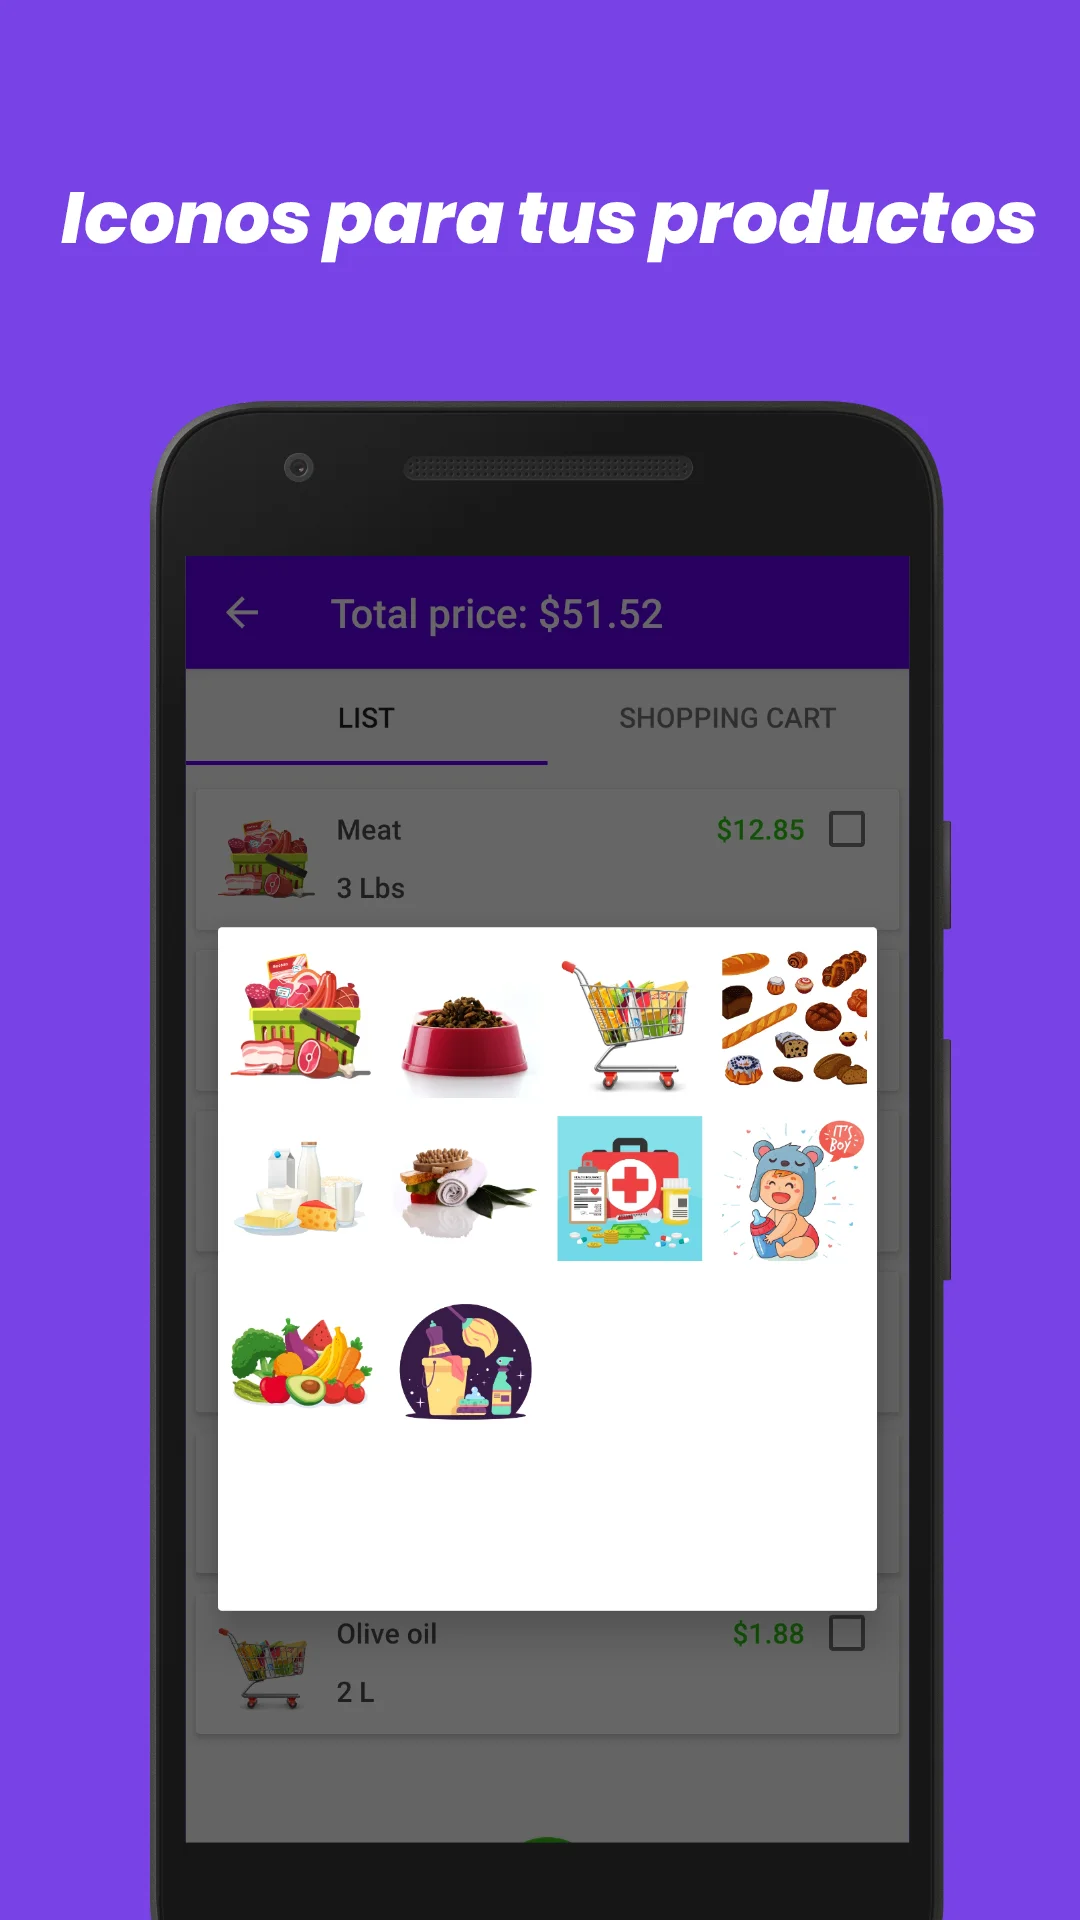 Iconos para tus productos
Total price: $51.52
LIST
SHOPPING CART
Meat
$12.85
3 Lbs
IT'S
BOY
Olive oil
$1.88
2 L